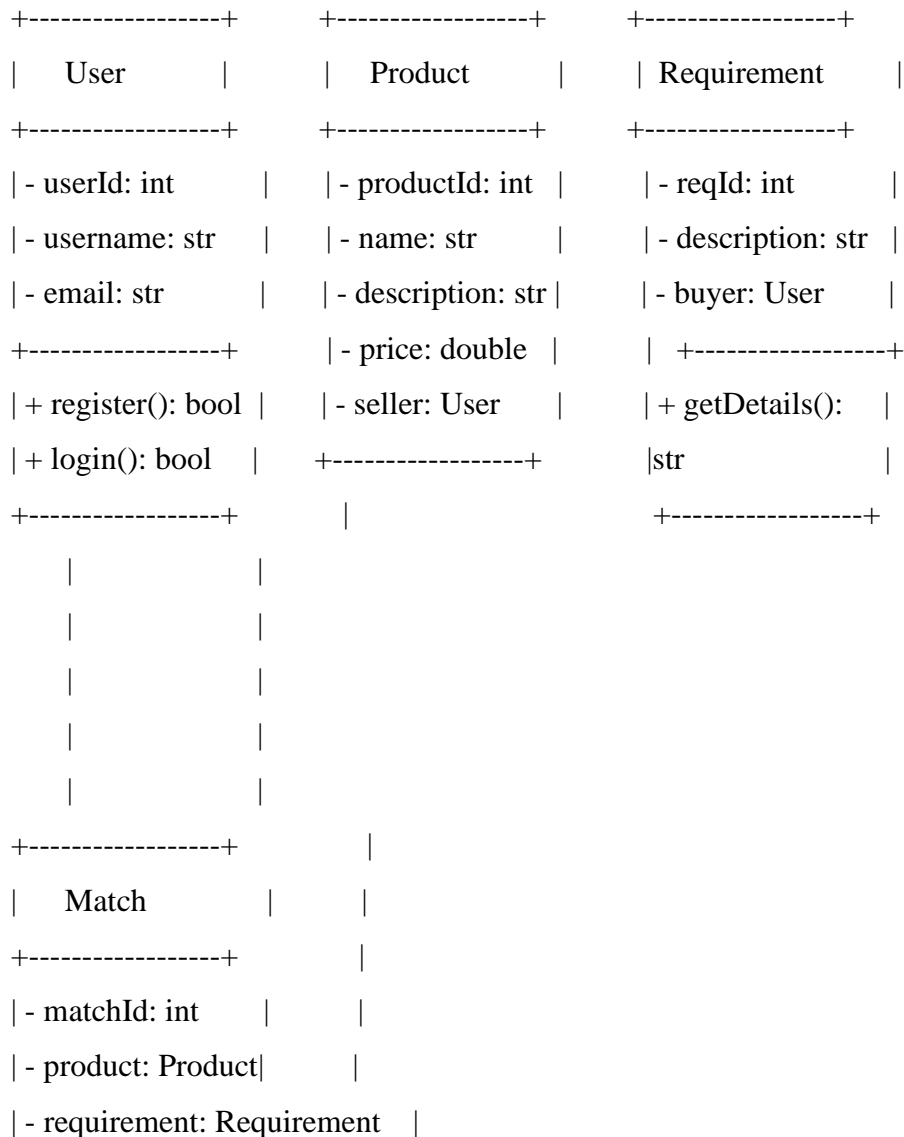 +------------------+ +------------------+ +------------------+
| User | | Product | | Requirement |
+------------------+ +------------------+ +------------------+
| - userId: int | | - productId: int | | - reqId: int |
| - username: str | | - name: str | | - description: str |
| - email: str | | - description: str | | - buyer: User |
+------------------+ | - price: double | | +------------------+
| + register(): bool | | - seller: User | | + getDetails(): |
| + login(): bool | +------------------+ |str |
+------------------+ | +------------------+
| |
| |
| |
| |
| |
+------------------+ |
| Match | |
+------------------+ |
| - matchId: int | |
| - product: Product| |
| - requirement: Requirement |